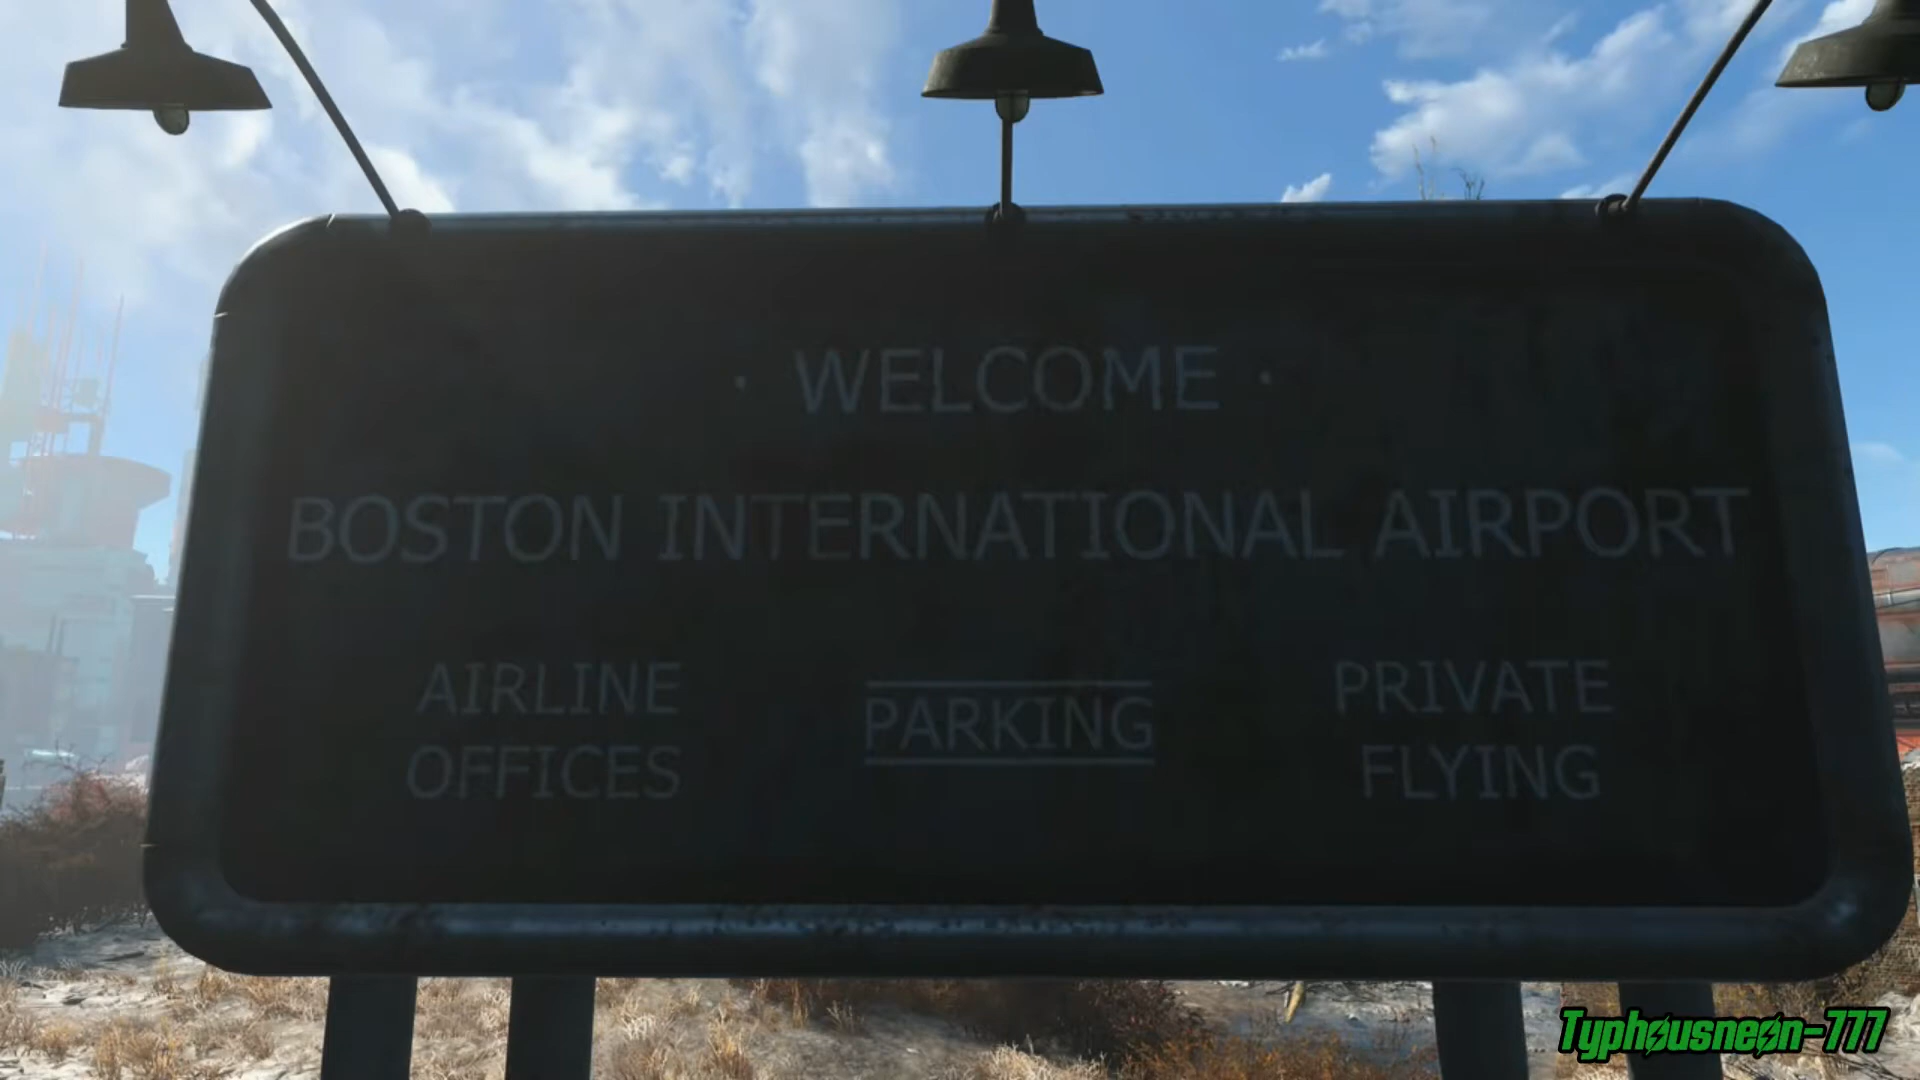 · WELCOME ·
BOSTON INTERNATIONAL AIRPORT
AIRLINE
OFFICES
PARKING
PRIVATE
FLYING
Typhousneon-777